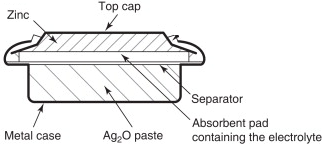 Top cap
Zinc
Separator
Absorbent pad
containing the electrolyte
Metal case
Ag₂O paste